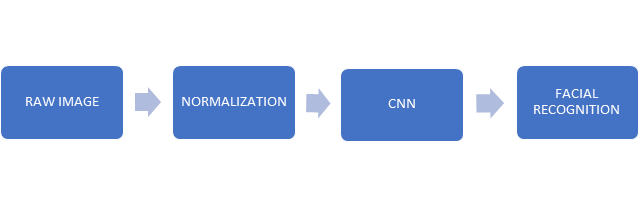 RAW IMAGE
NORMALIZATION
CNN
FACIAL
RECOGNITION